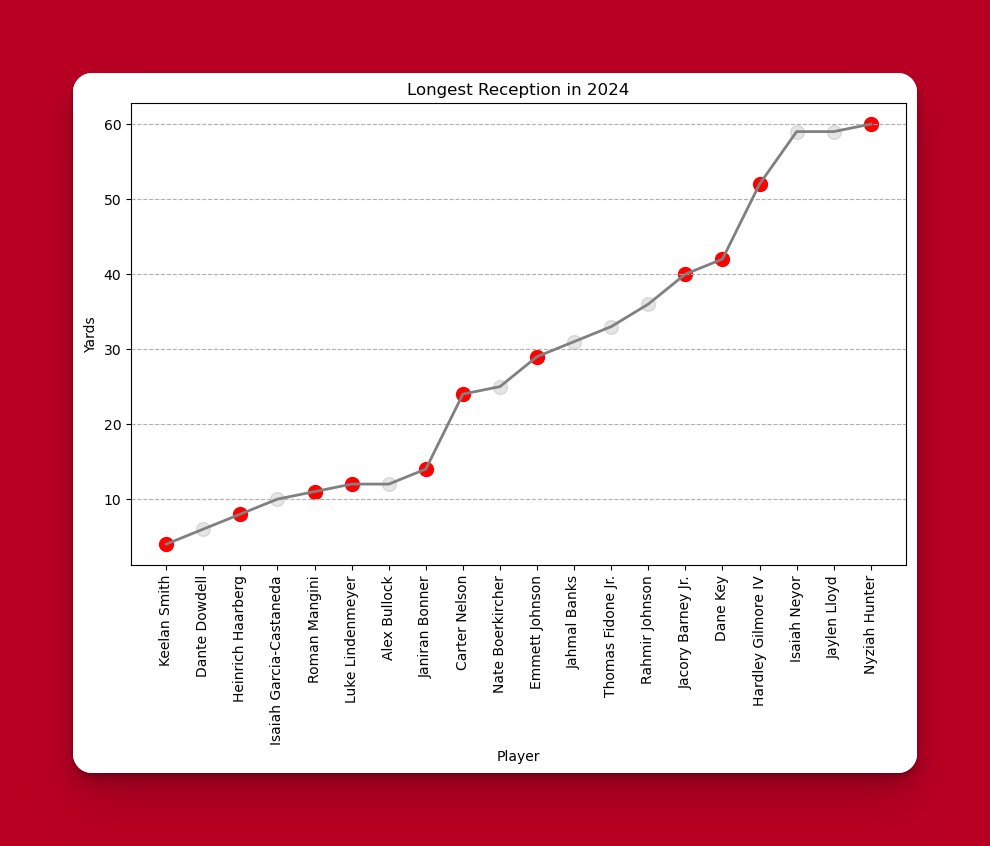 Longest Reception in 2024
60
50
40
30
20
10
Yards
Keelan Smith
Dante Dowdell
Heinrich Haarberg
Isaiah Garcia-Castaneda
Roman Mangini
Luke Lindenmeyer
Alex Bullock
Janiran Bonner
Carter Nelson
Nate Boerkircher
Emmett Johnson
Jahmal Banks
Thomas Fidone Jr.
Rahmir Johnson
Jacory Barney Jr.
Dane Key
Hardley Gilmore IV
Isaiah Neyor
Jaylen Lloyd
Nyziah Hunter
Player